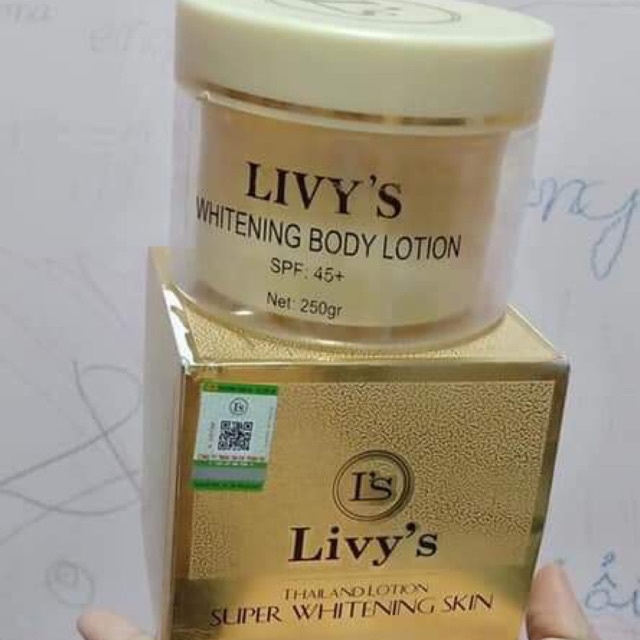 LIVY'S
WHITENING BODY LOTION
SPF: 45+
Net: 250gr
L's
Livy's
THAILAND LOTION
SUPER WHITENING SKIN